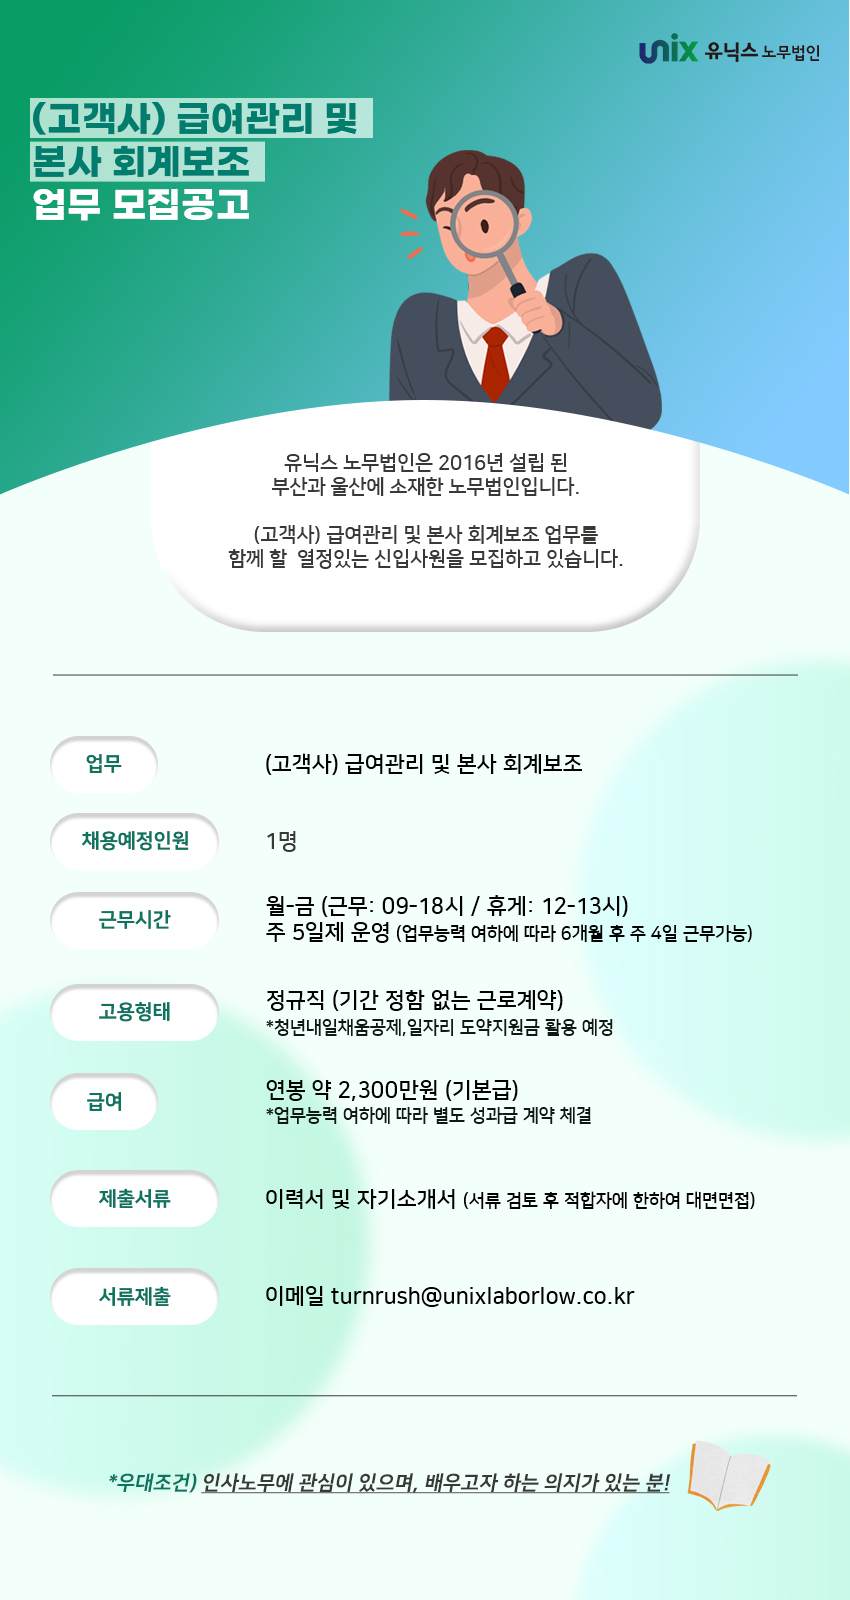 unix 유닉스 노무법인
(고객사) 급여관리 및
본사 회계보조
업무 모집공고
유닉스 노무법인은 2016년 설립 된
부산과 울산에 소재한 노무법인입니다.
(고객사) 급여관리 및 본사 회계보조 업무를
함께 할 열정있는 신입사원을 모집하고 있습니다.
업무
(고객사) 급여관리 및 본사 회계보조
채용예정인원
1명
근무시간
월-금 (근무: 09-18시 / 휴게: 12-13시)
주 5일제 운영 (업무능력 여하에 따라 6개월 후 주 4일 근무가능)
고용형태
정규직 (기간 정함 없는 근로계약)
*청년내일채움공제,일자리 도약지원금 활용 예정
급여
연봉 약 2,300만원 (기본급)
*업무능력 여하에 따라 별도 성과급 계약 체결
제출서류
이력서 및 자기소개서 (서류 검토 후 적합자에 한하여 대면면접)
서류제출
이메일 turnrush@unixlaborlow.co.kr
*우대조건) 인사노무에 관심이 있으며, 배우고자 하는 의지가 있는 분!